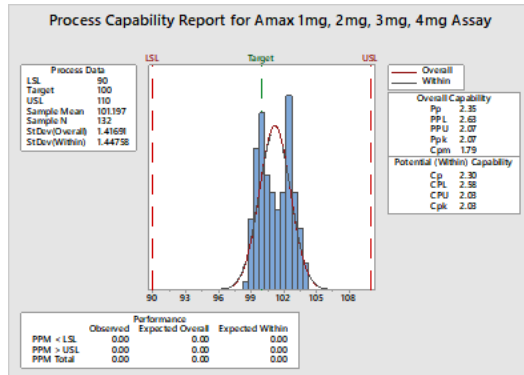 Process Capability Report for Amax 1mg, 2mg, 3mg, 4mg Assay
LSL Target USL
Process Data
LSL 90
Target 100
USL 110
Sample Mean 101.197
Sample N 132
StDev(Overall) 1.41691
StDev(Within) 1.44758
Overall
Within
Overall Capability
Pp 2.35
PPL 2.63
PPU 2.07
Ppk 2.07
Cpm 1.79
Potential (Within) Capability
Cp 2.30
CPL 2.58
CPU 2.03
Cpk 2.03
90 93 96 99 102 105 108
Performance
Observed Expected Overall Expected Within
PPM < LSL 0.00 0.00 0.00
PPM > USL 0.00 0.00 0.00
PPM Total 0.00 0.00 0.00